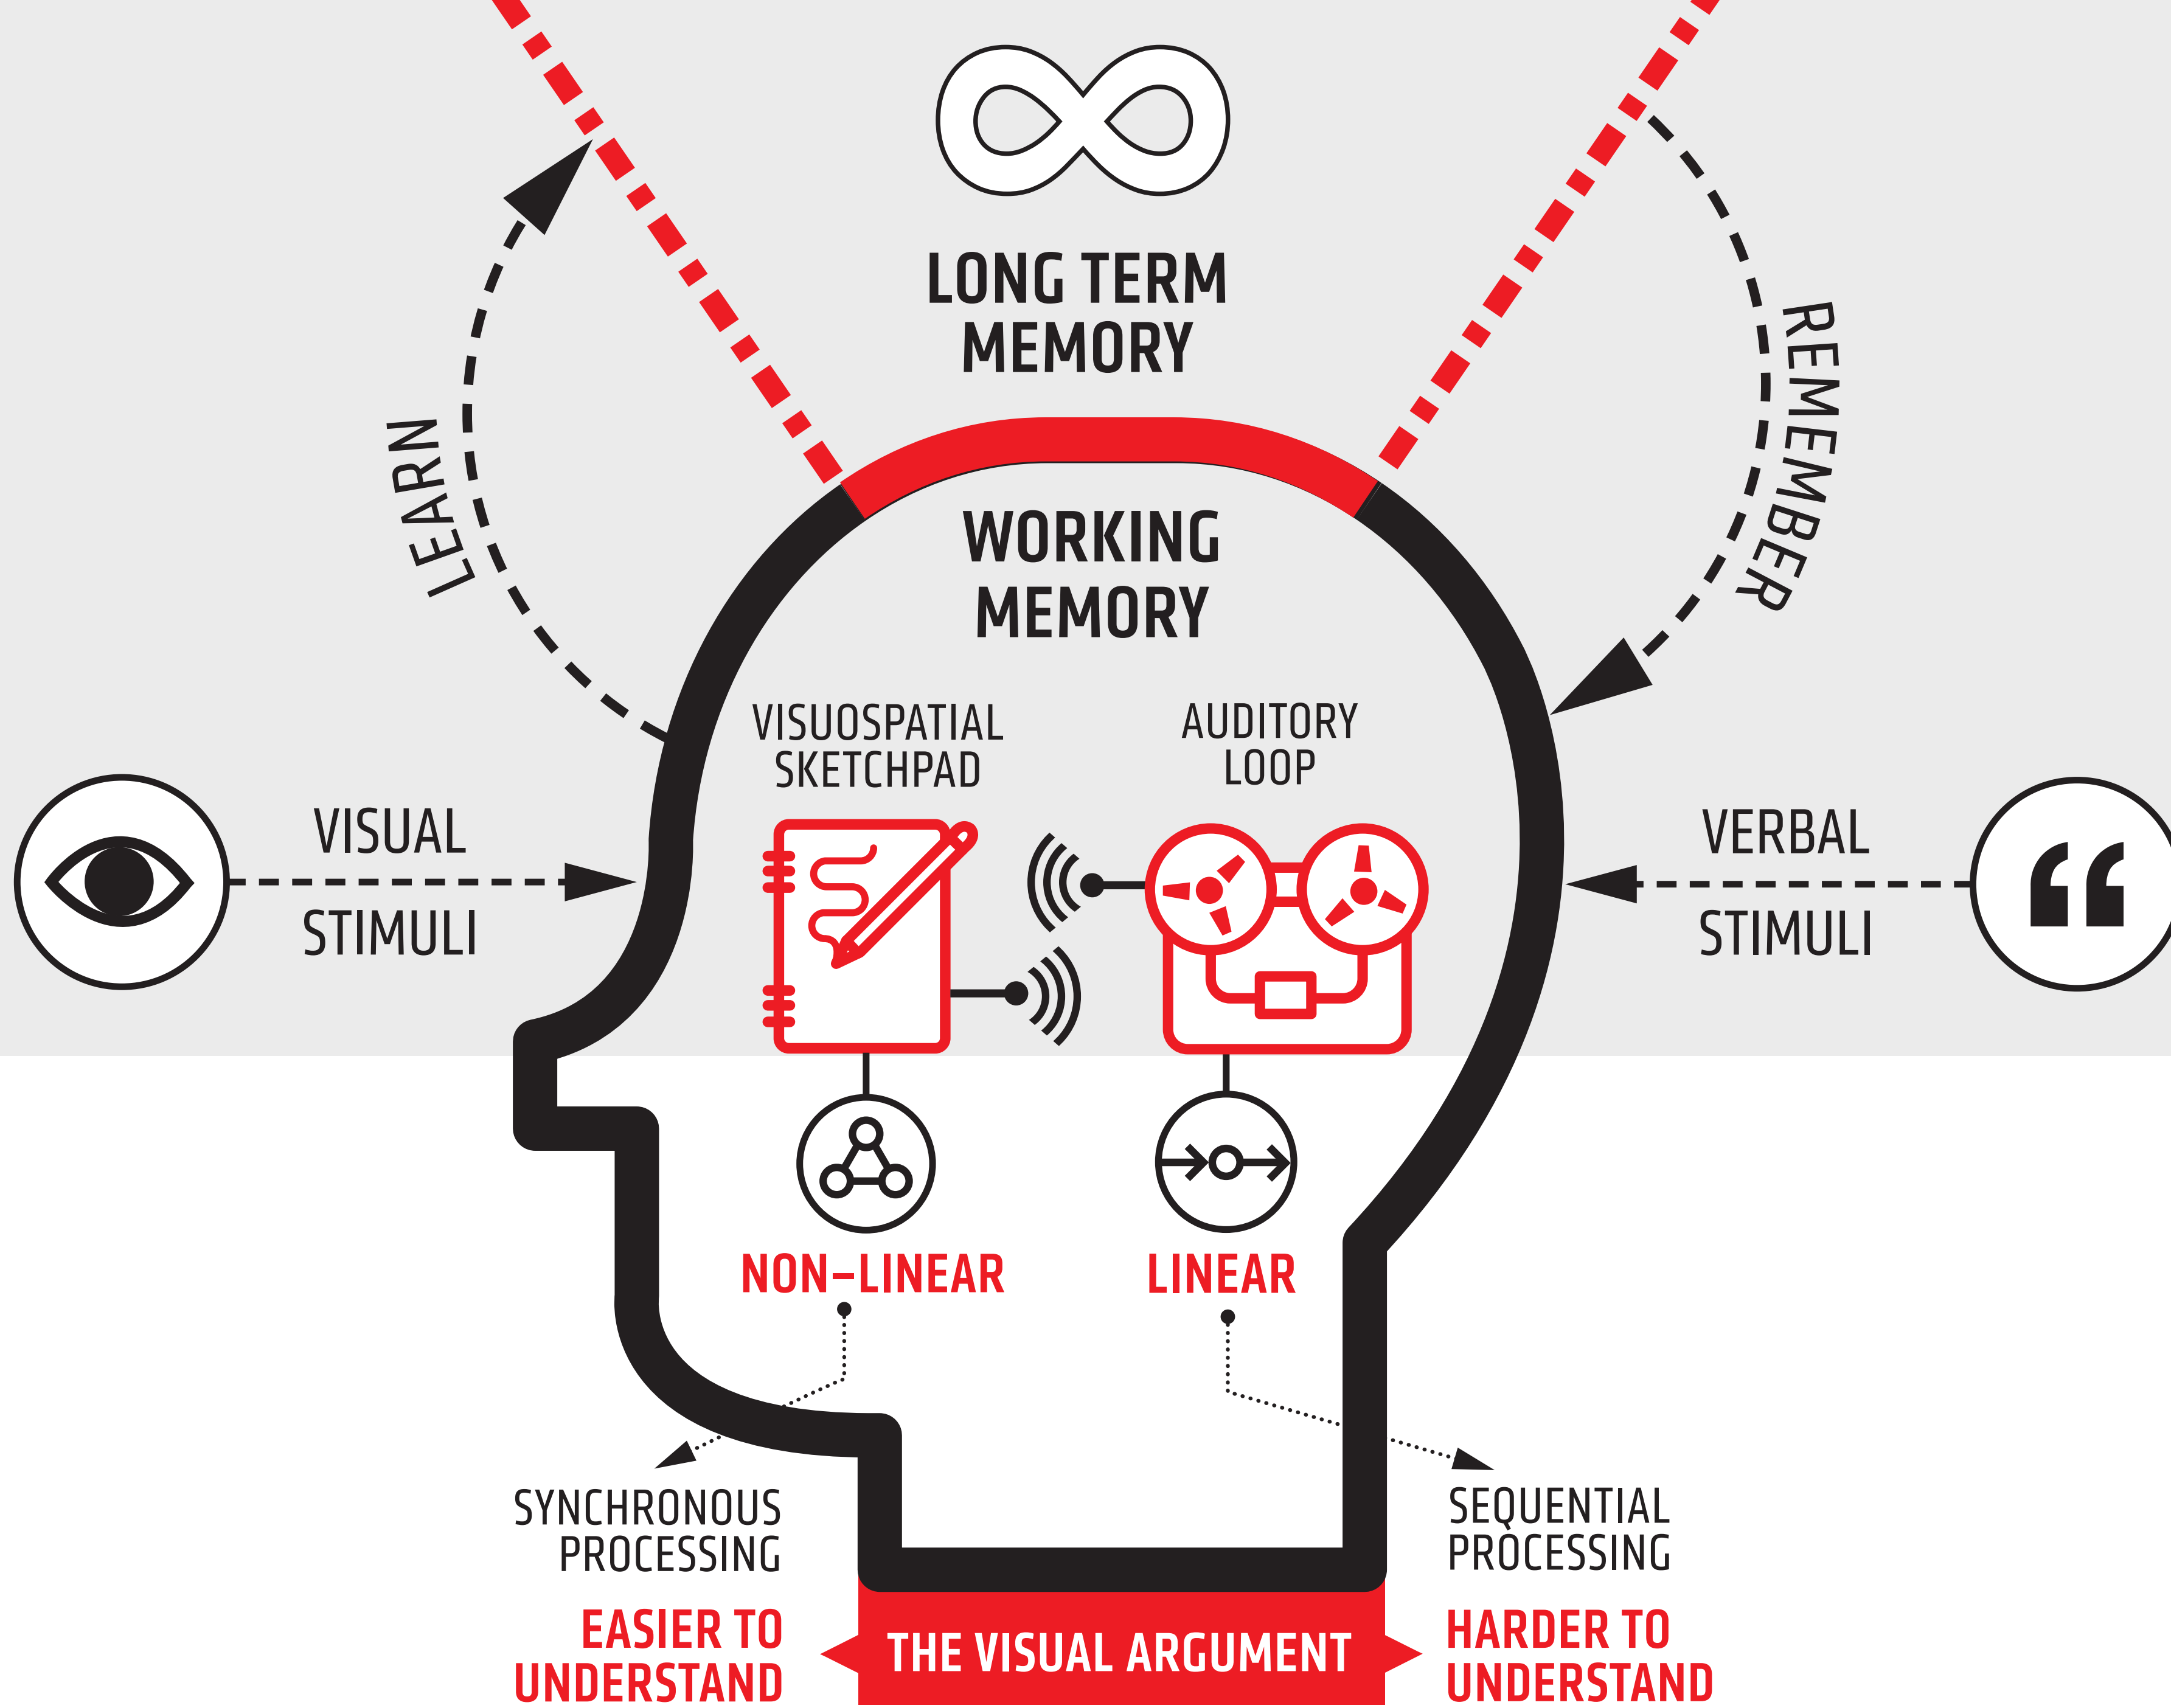 LONG TERM
MEMORY
LEARN
REMEMBER
WORKING
MEMORY
VISUOSPATIAL
SKETCHPAD
AUDITORY
LOOP
VISUAL
STIMULI
VERBAL
STIMULI
“
NON–LINEAR
LINEAR
SYNCHRONOUS
PROCESSING
SEQUENTIAL
PROCESSING
EASIER TO
UNDERSTAND
THE VISUAL ARGUMENT
HARDER TO
UNDERSTAND